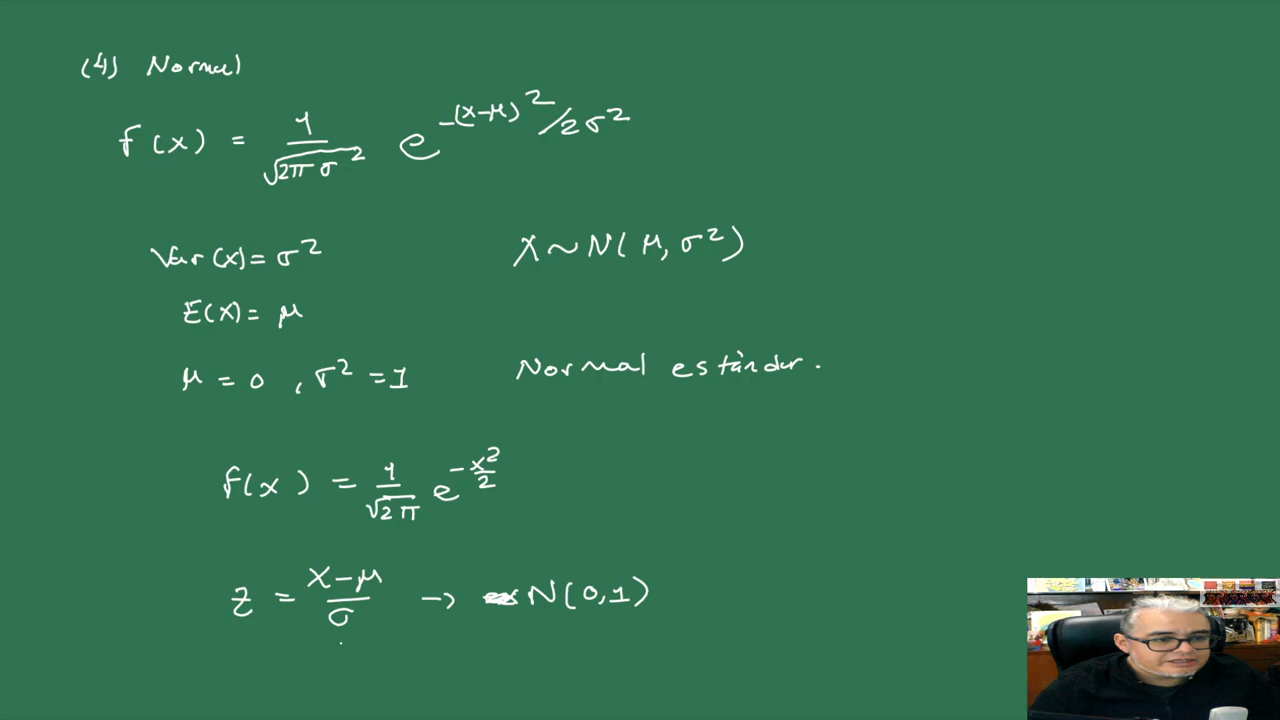 (4) Normal
f(x) = 1/√(2πσ²) e^(-(x-μ)²/2σ²)
Var(x) = σ²
X ~ N(μ, σ²)
E(X) = μ
μ = 0, σ² = 1
Normal estándar.
f(x) = 1/√(2π) e^(-x²/2)
z = (X-μ)/σ → N(0,1)